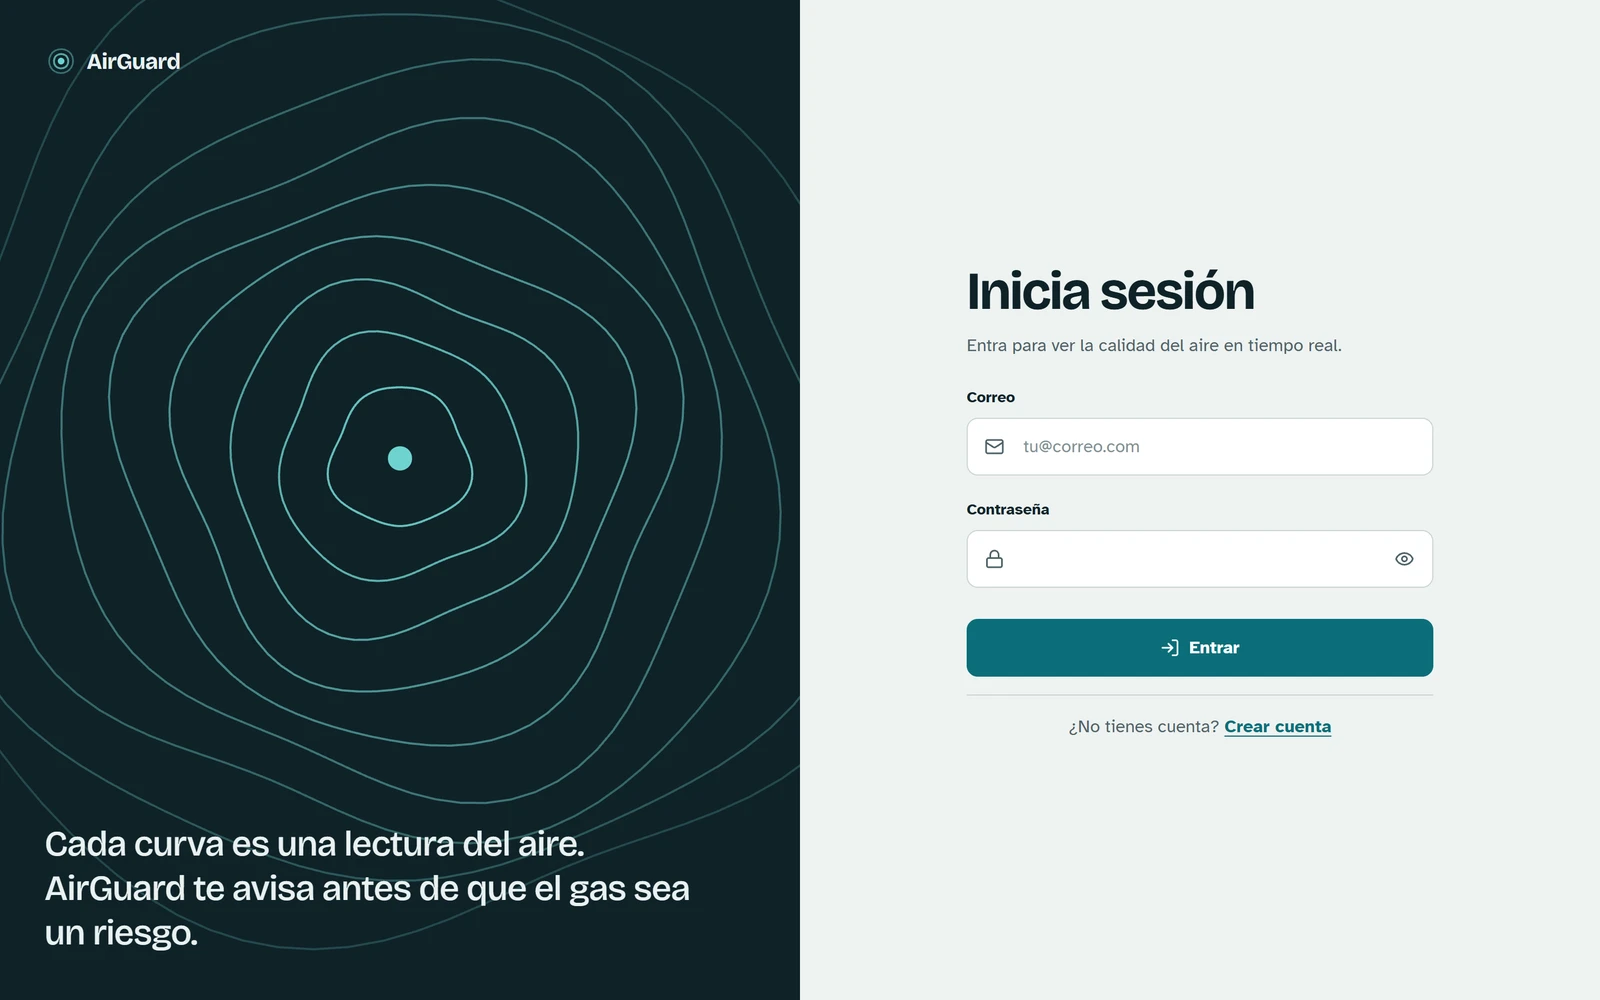 AirGuard
Cada curva es una lectura del aire.
AirGuard te avisa antes de que el gas sea
un riesgo.
Inicia sesión
Entra para ver la calidad del aire en tiempo real.
Correo
tu@correo.com
Contraseña
Entrar
¿No tienes cuenta? Crear cuenta